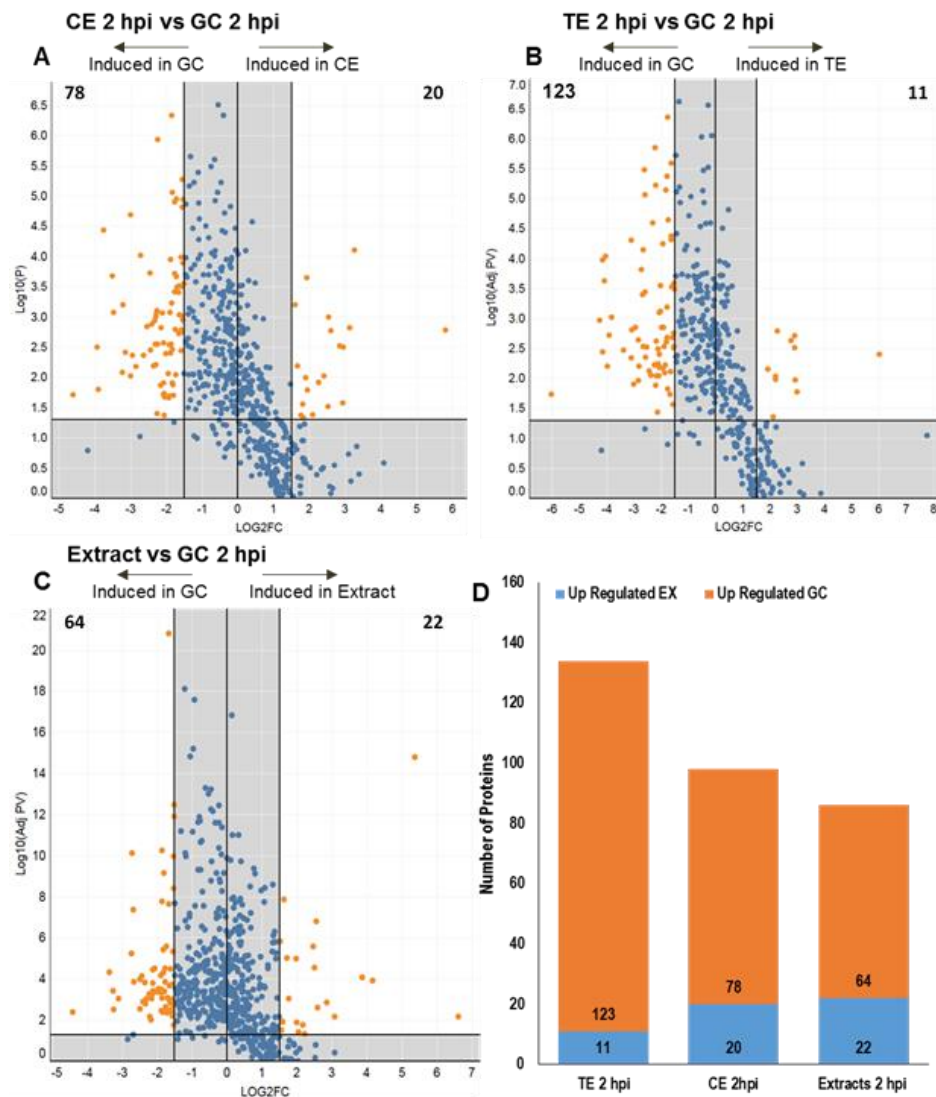 CE 2 hpi vs GC 2 hpi
A
Induced in GC
Induced in CE
78
20
6.5
6.0
5.5
5.0
4.5
4.0
3.5
3.0
2.5
2.0
1.5
1.0
0.5
0.0
Log10(P)
-5 -4 -3 -2 -1 0 1 2 3 4 5 6
LOG2FC
TE 2 hpi vs GC 2 hpi
B
Induced in GC
Induced in TE
123
11
7.0
6.5
6.0
5.5
5.0
4.5
4.0
3.5
3.0
2.5
2.0
1.5
1.0
0.5
0.0
Log10(Adj PV)
-6 -5 -4 -3 -2 -1 0 1 2 3 4 5 6 7 8
LOG2FC
Extract vs GC 2 hpi
C
Induced in GC
Induced in Extract
64
22
22
20
18
16
14
12
10
8
6
4
2
0
Log10(Adj PV)
-5 -4 -3 -2 -1 0 1 2 3 4 5 6 7
LOG2FC
D
Up Regulated EX
Up Regulated GC
160
140
120
100
80
60
40
20
0
Number of Proteins
123
11
78
20
64
22
TE 2 hpi
CE 2hpi
Extracts 2 hpi